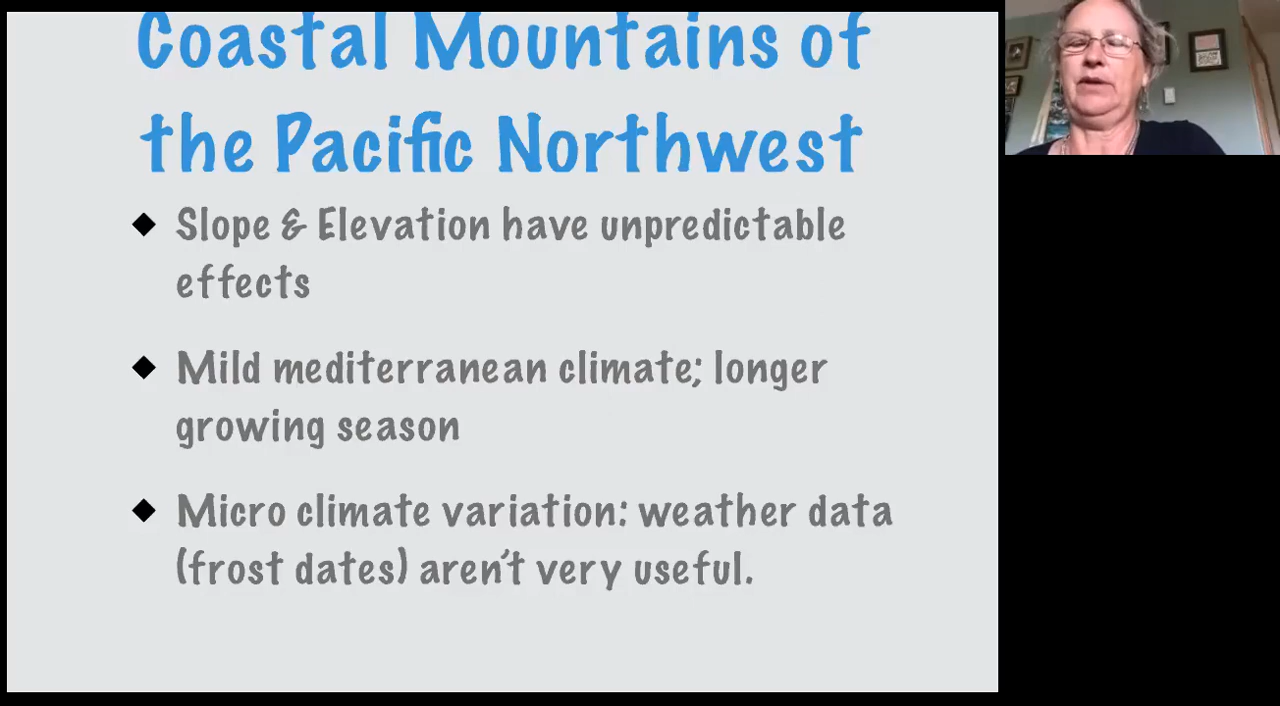 Coastal Mountains of
the Pacific Northwest
◆ Slope & Elevation have unpredictable
effects
◆ Mild mediterranean climate; longer
growing season
◆ Micro climate variation: weather data
(frost dates) aren't very useful.